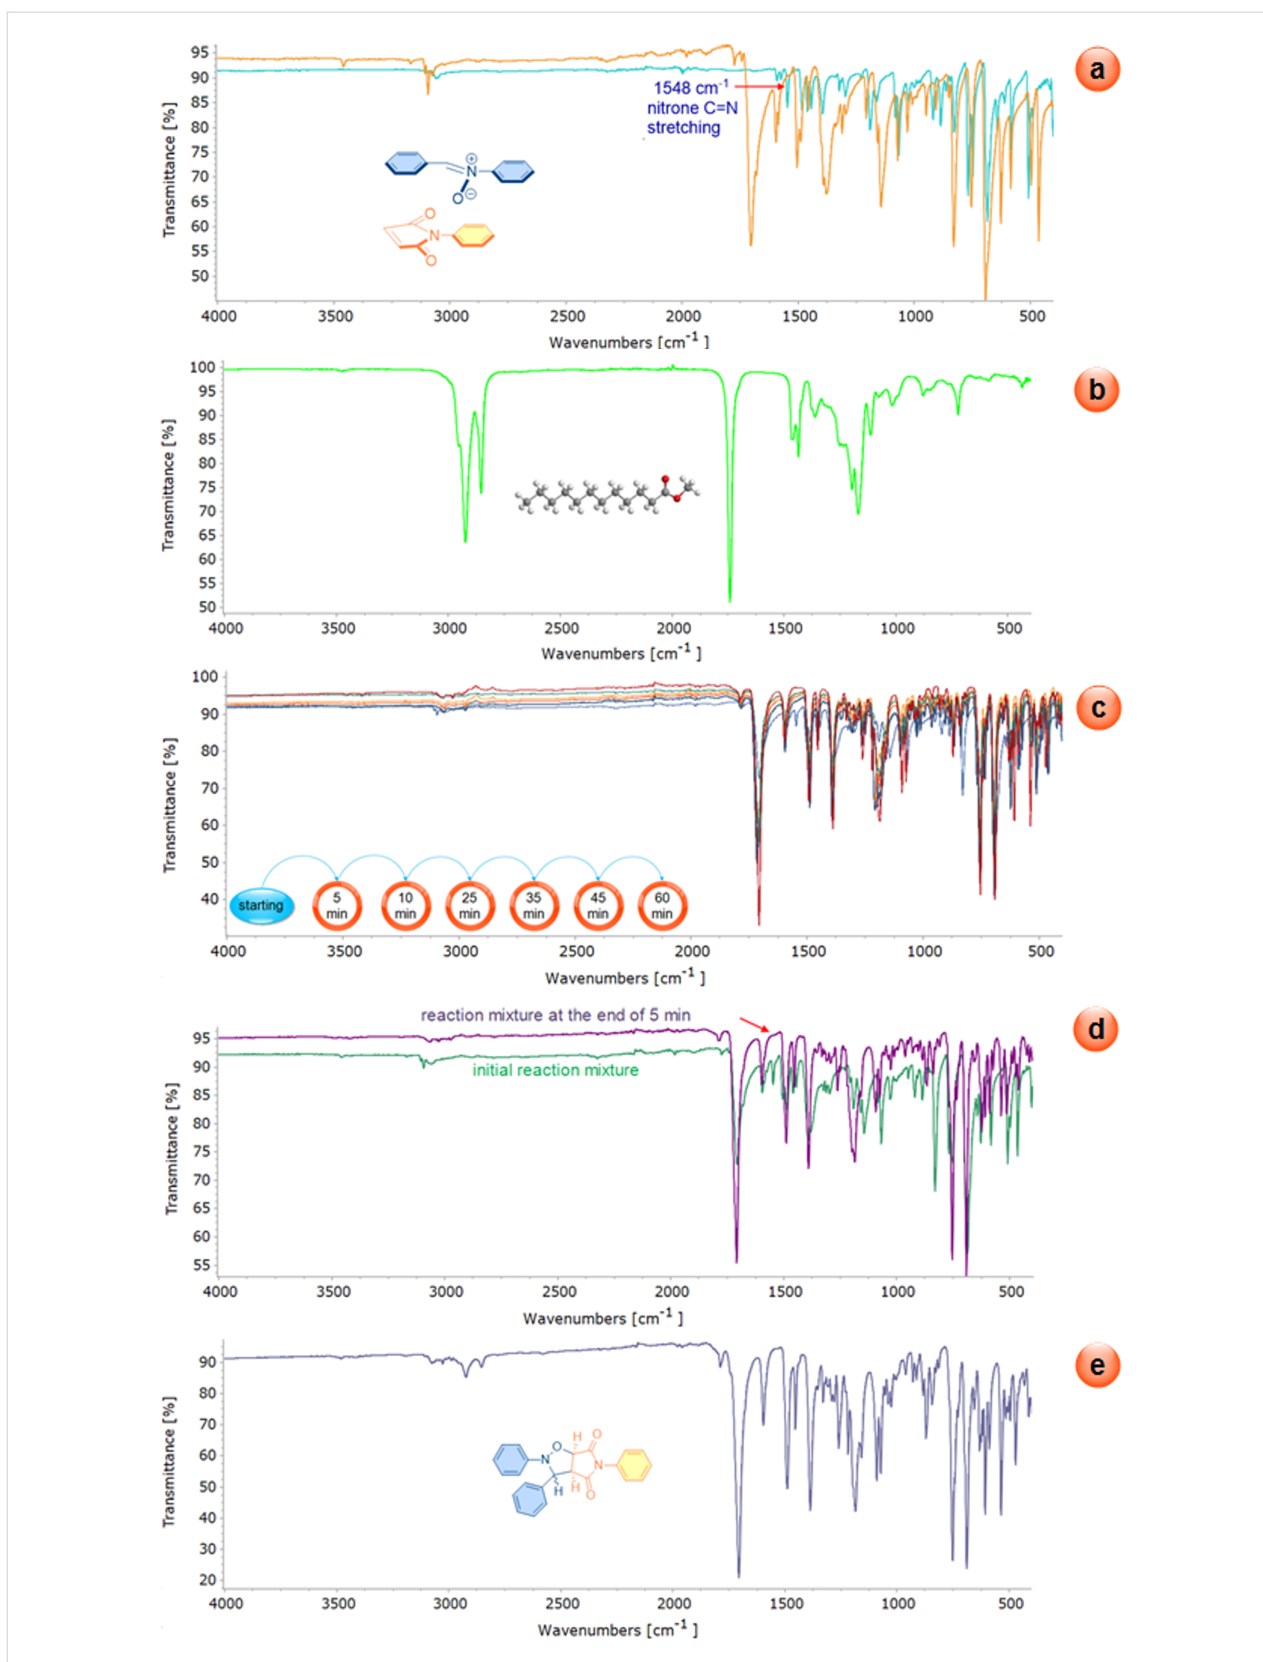 a
95
90
85
80
75
70
65
60
55
50
Transmittance [%]
1548 cm-1
nitrone C=N
stretching
N
+
O
−
O
N
O
4000 3500 3000 2500 2000 1500 1000 500
Wavenumbers [cm-1 ]
b
100
95
90
85
80
75
70
65
60
55
50
Transmittance [%]
4000 3500 3000 2500 2000 1500 1000 500
Wavenumbers [cm-1 ]
c
100
90
80
70
60
50
40
Transmittance [%]
starting
5 min
10 min
25 min
35 min
45 min
60 min
4000 3500 3000 2500 2000 1500 1000 500
Wavenumbers [cm-1 ]
d
reaction mixture at the end of 5 min
initial reaction mixture
95
90
85
80
75
70
65
60
55
Transmittance [%]
4000 3500 3000 2500 2000 1500 1000 500
Wavenumbers [cm-1 ]
e
90
80
70
60
50
40
30
20
Transmittance [%]
H
O
O
N
N
H
H
O
4000 3500 3000 2500 2000 1500 1000 500
Wavenumbers [cm-1 ]